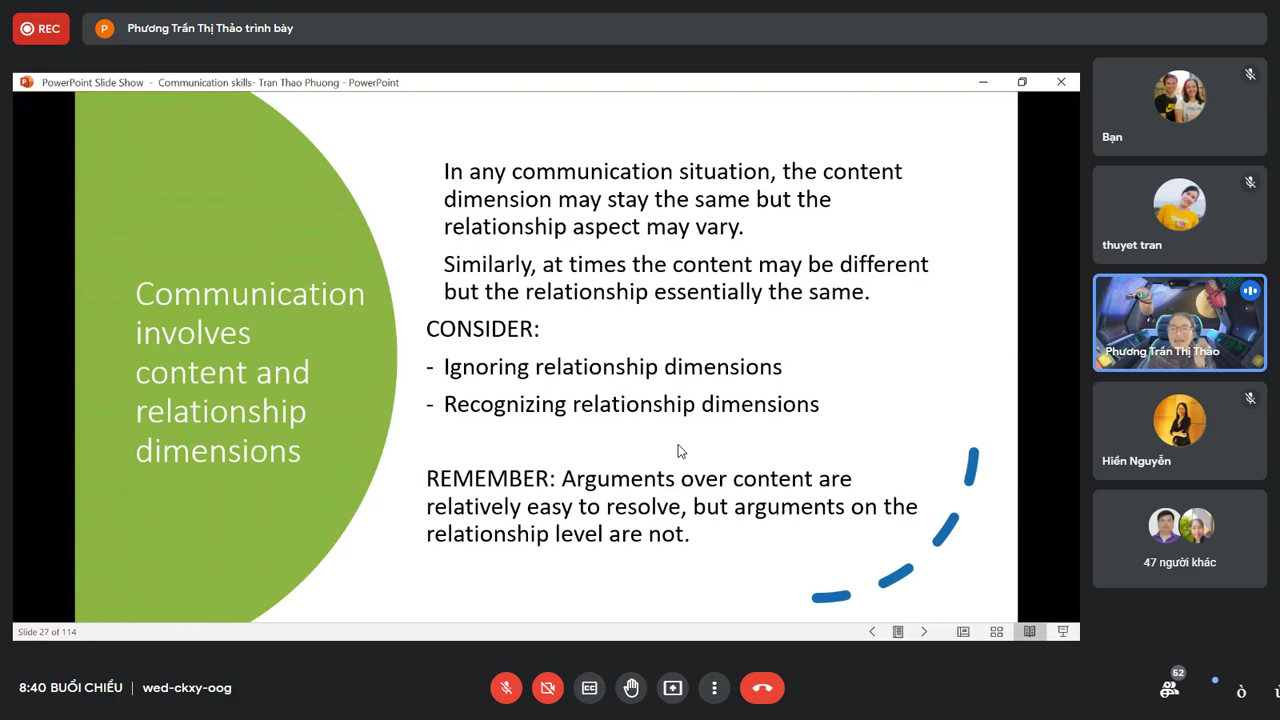 REC
P
Phương Trần Thị Thảo trình bày
PowerPoint Slide Show - Communication skills- Tran Thao Phuong - PowerPoint
Communication
involves
content and
relationship
dimensions
In any communication situation, the content
dimension may stay the same but the
relationship aspect may vary.
Similarly, at times the content may be different
but the relationship essentially the same.
CONSIDER:
- Ignoring relationship dimensions
- Recognizing relationship dimensions
REMEMBER: Arguments over content are
relatively easy to resolve, but arguments on the
relationship level are not.
Slide 27 of 114
Bạn
thuyet tran
Phương Trần Thị Thảo
Hiền Nguyễn
47 người khác
8:40 BUỔI CHIỀU
wed-ckxy-oog
52